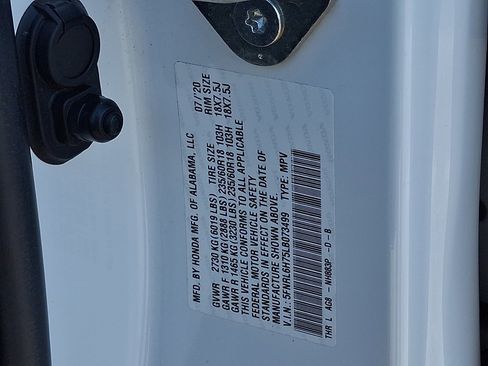 MFD. BY HONDA MFG. OF ALABAMA, LLC 07/'20
GVWR 2730 KG(6019 LBS) TIRE SIZE RIM SIZE
GAWR F 1310 KG(2888 LBS) 235/60R18 103H 18X7.5J
GAWR R 1465 KG(3230 LBS) 235/60R18 103H 18X7.5J
THIS VEHICLE CONFORMS TO ALL APPLICABLE
FEDERAL MOTOR VEHICLE SAFETY
STANDARDS IN EFFECT ON THE DATE OF
MANUFACTURE SHOWN ABOVE.
V.I.N.: 5FNRL6H75LB073499 TYPE: MPV
THR L AG8 -NH883P -D-B